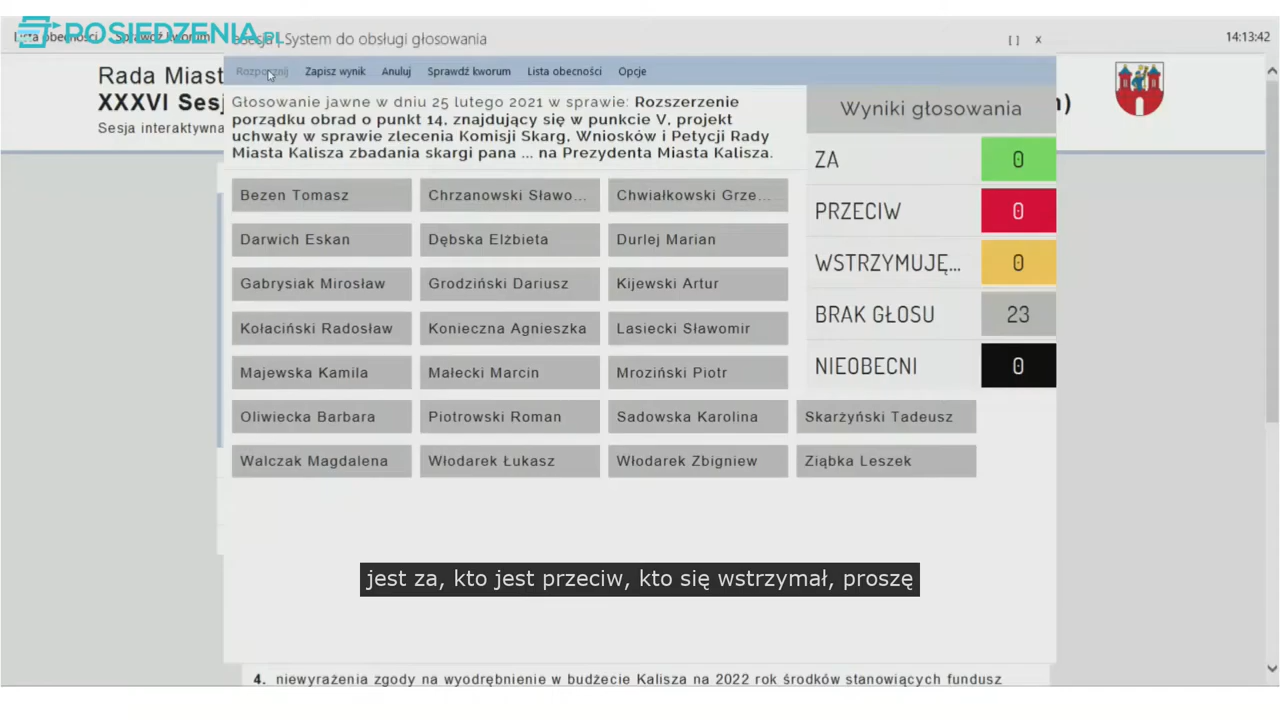 POSIEDZENIA.PL
Lista obecności Sprawdź kworum
eSesja | System do obsługi głosowania
[ ] x
14:13:42
Rozpocznij Zapisz wynik Anuluj Sprawdź kworum Lista obecności Opcje
Rada Miast
XXXVI Ses
)
Sesja interaktywna
Głosowanie jawne w dniu 25 lutego 2021 w sprawie: Rozszerzenie
porządku obrad o punkt 14, znajdujący się w punkcie V, projekt
uchwały w sprawie zlecenia Komisji Skarg, Wniosków i Petycji Rady
Miasta Kalisza zbadania skargi pana ... na Prezydenta Miasta Kalisza.
Wyniki głosowania
ZA 0
PRZECIW 0
WSTRZYMUJĘ... 0
BRAK GŁOSU 23
NIEOBECNI 0
Bezen Tomasz Chrzanowski Sławo... Chwiałkowski Grze...
Darwich Eskan Dębska Elżbieta Durlej Marian
Gabrysiak Mirosław Grodziński Dariusz Kijewski Artur
Kołaciński Radosław Konieczna Agnieszka Lasiecki Sławomir
Majewska Kamila Małecki Marcin Mroziński Piotr
Oliwiecka Barbara Piotrowski Roman Sadowska Karolina Skarżyński Tadeusz
Walczak Magdalena Włodarek Łukasz Włodarek Zbigniew Ziąbka Leszek
jest za, kto jest przeciw, kto się wstrzymał, proszę
4. niewyrażenia zgody na wyodrębnienie w budżecie Kalisza na 2022 rok środków stanowiących fundusz